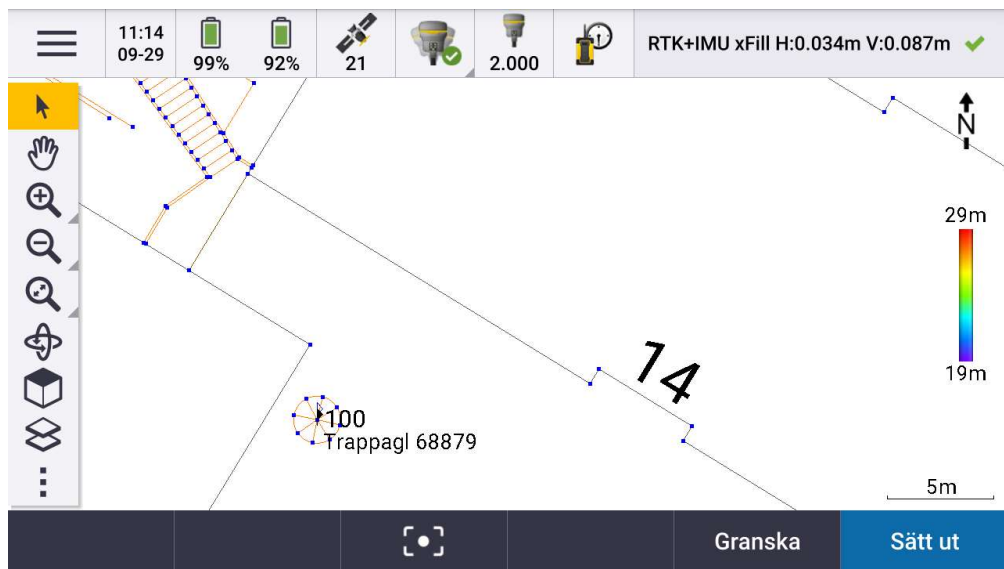 11:14
09-29
99%
92%
21
2.000
RTK+IMU xFill H:0.034m V:0.087m
N
29m
19m
14
100
Trappagl 68879
5m
Granska
Sätt ut